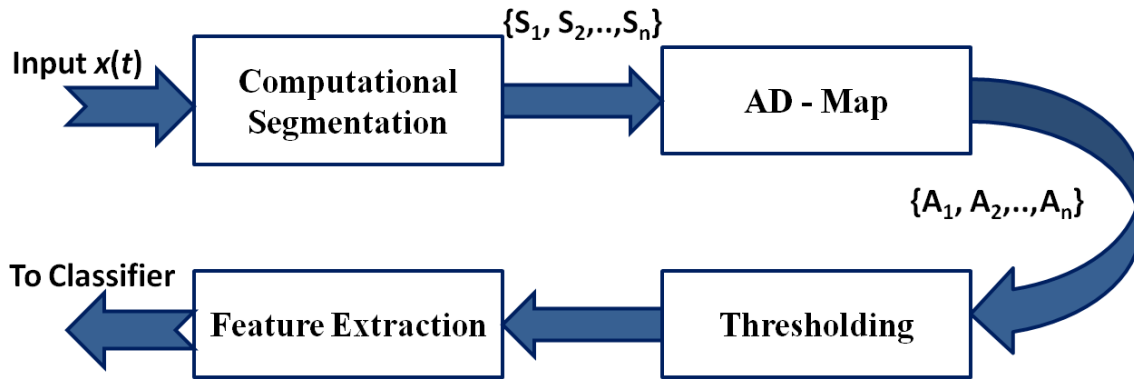 {S₁, S₂,..,Sₙ}
Input x(t)
Computational
Segmentation
AD - Map
{A₁, A₂,..,Aₙ}
Thresholding
Feature Extraction
To Classifier